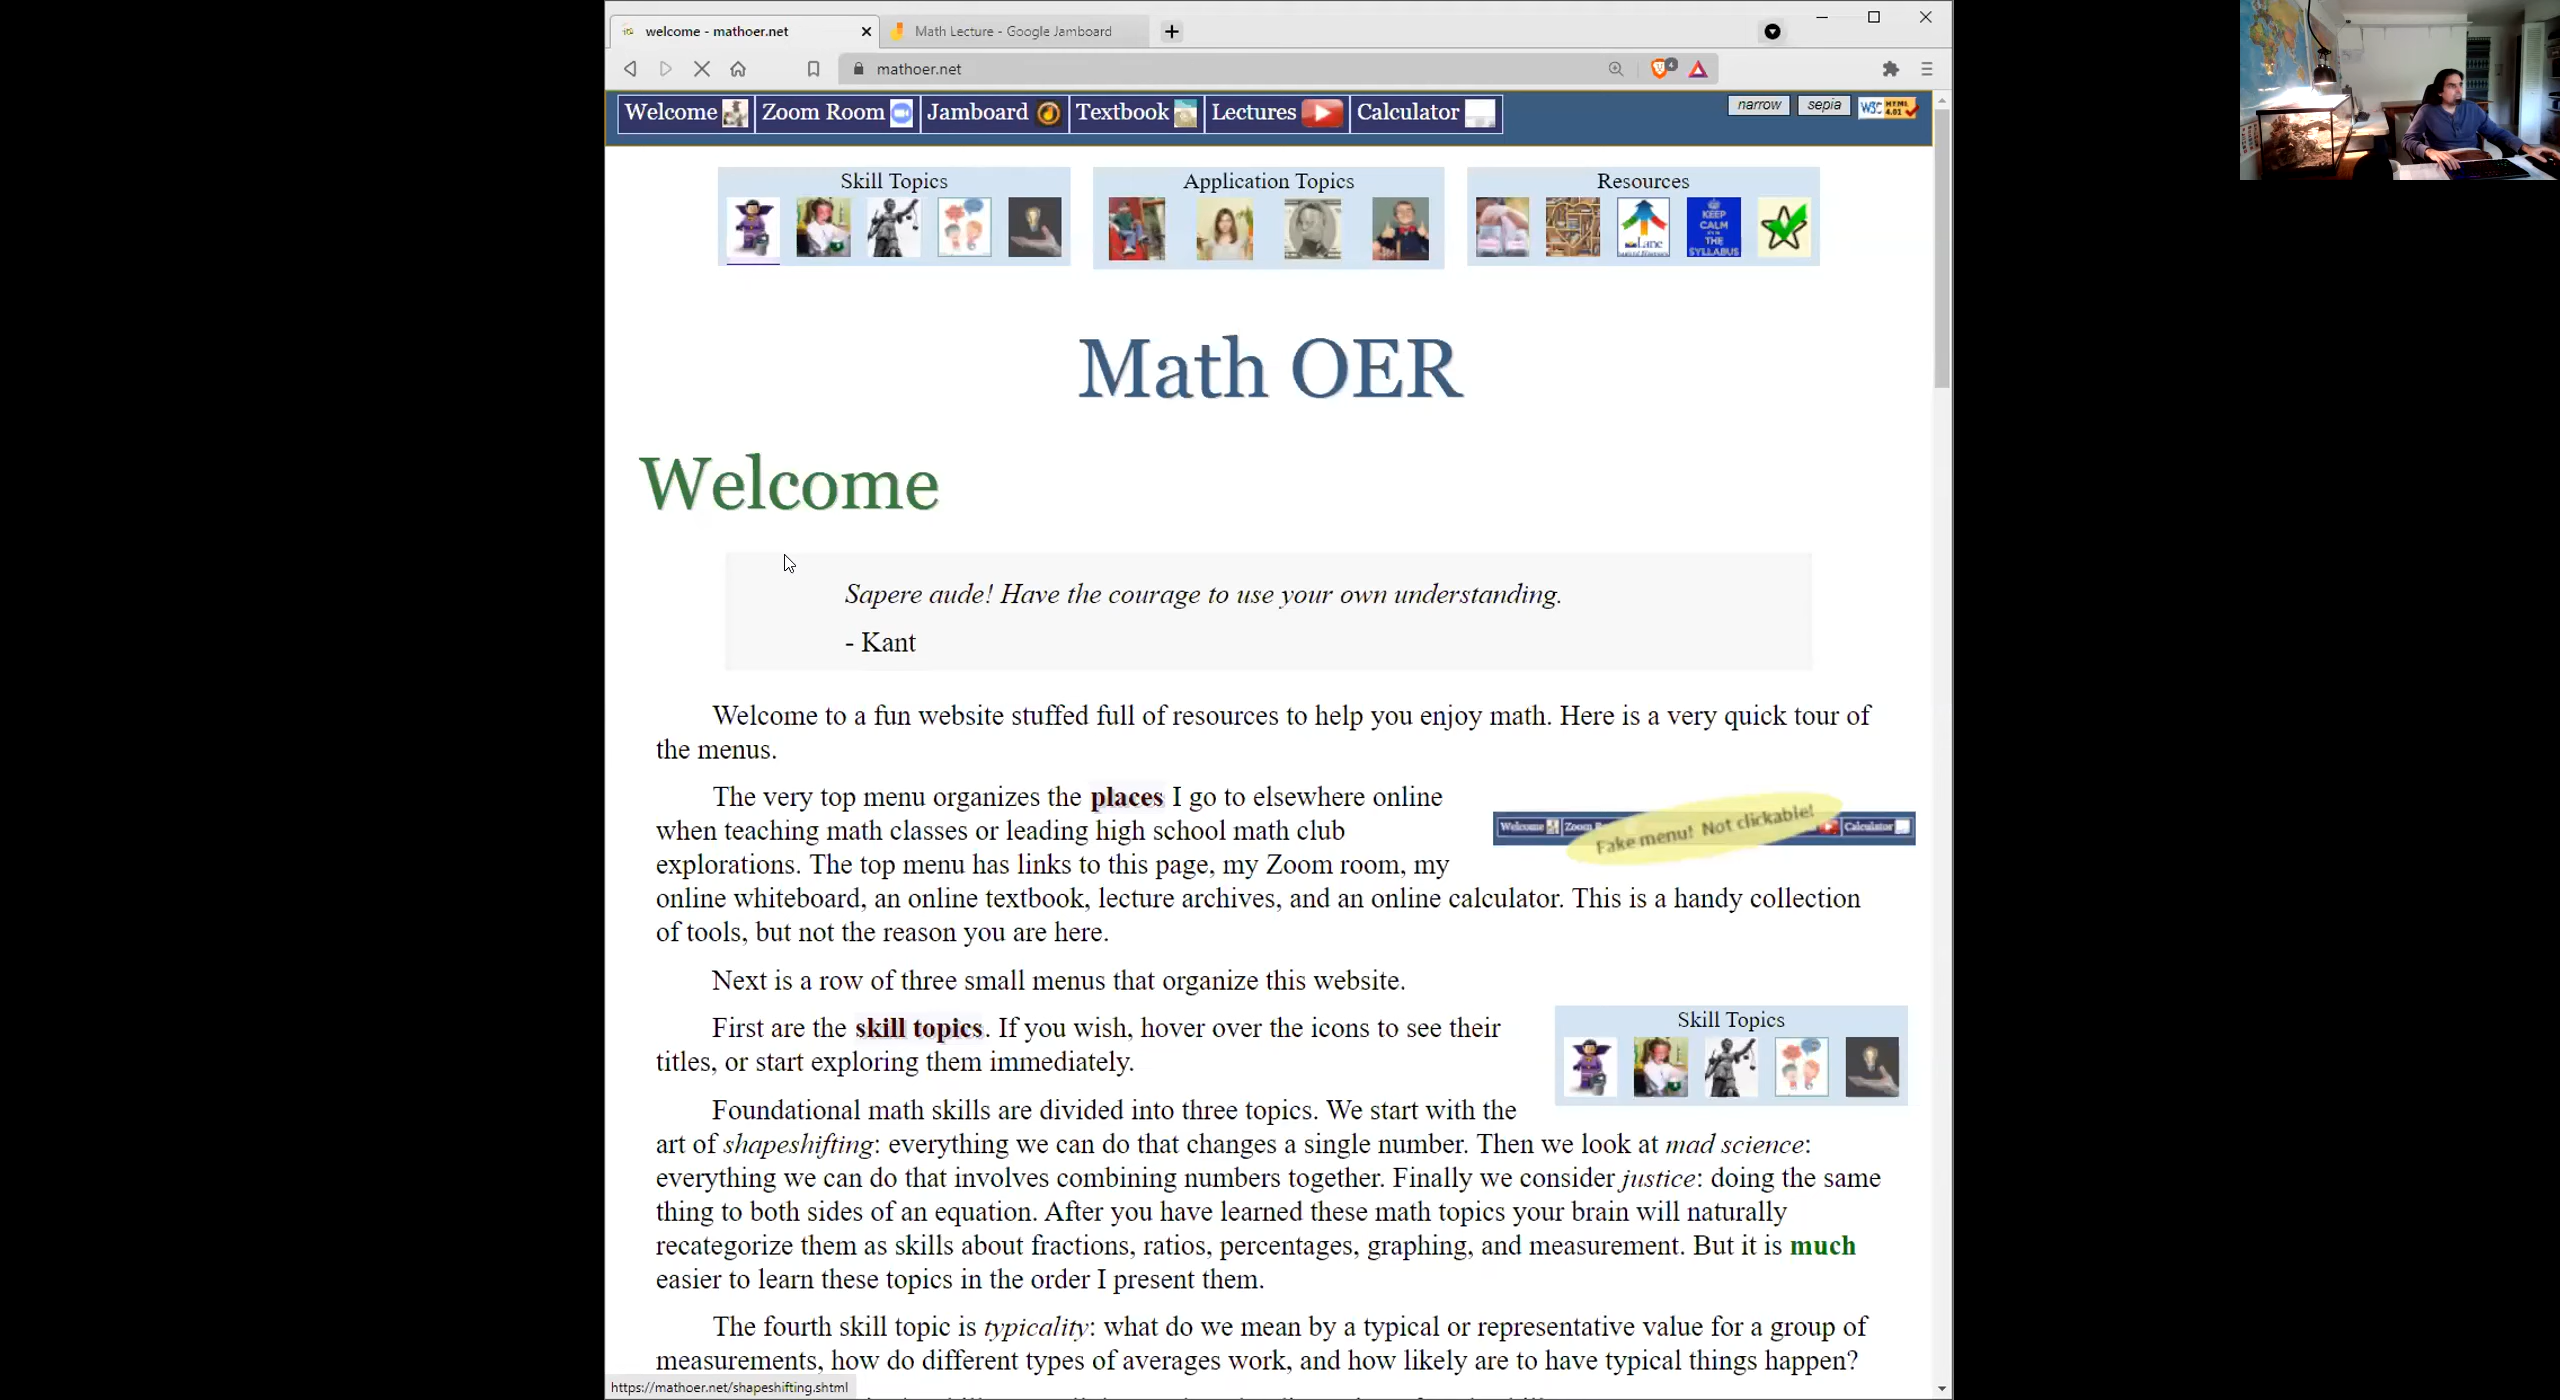 welcome - mathoer.net
Math Lecture - Google Jamboard
mathoer.net
4
Welcome Zoom Room Jamboard Textbook Lectures Calculator
narrow sepia W3C HTML 4.01
Skill Topics Application Topics Resources
Lane
KEEP
CALM
THE
SYLLABUS
Math OER
Welcome
Sapere aude! Have the courage to use your own understanding.
- Kant
Welcome to a fun website stuffed full of resources to help you enjoy math. Here is a very quick tour of
the menus.
The very top menu organizes the places I go to elsewhere online
when teaching math classes or leading high school math club
explorations. The top menu has links to this page, my Zoom room, my
online whiteboard, an online textbook, lecture archives, and an online calculator. This is a handy collection
of tools, but not the reason you are here.
Welcome Zoom Calculator
Fake menu! Not clickable!
Next is a row of three small menus that organize this website.
First are the skill topics. If you wish, hover over the icons to see their
titles, or start exploring them immediately.
Skill Topics
Foundational math skills are divided into three topics. We start with the
art of shapeshifting: everything we can do that changes a single number. Then we look at mad science:
everything we can do that involves combining numbers together. Finally we consider justice: doing the same
thing to both sides of an equation. After you have learned these math topics your brain will naturally
recategorize them as skills about fractions, ratios, percentages, graphing, and measurement. But it is much
easier to learn these topics in the order I present them.
The fourth skill topic is typicality: what do we mean by a typical or representative value for a group of
measurements, how do different types of averages work, and how likely are to have typical things happen?
https://mathoer.net/shapeshifting.shtml